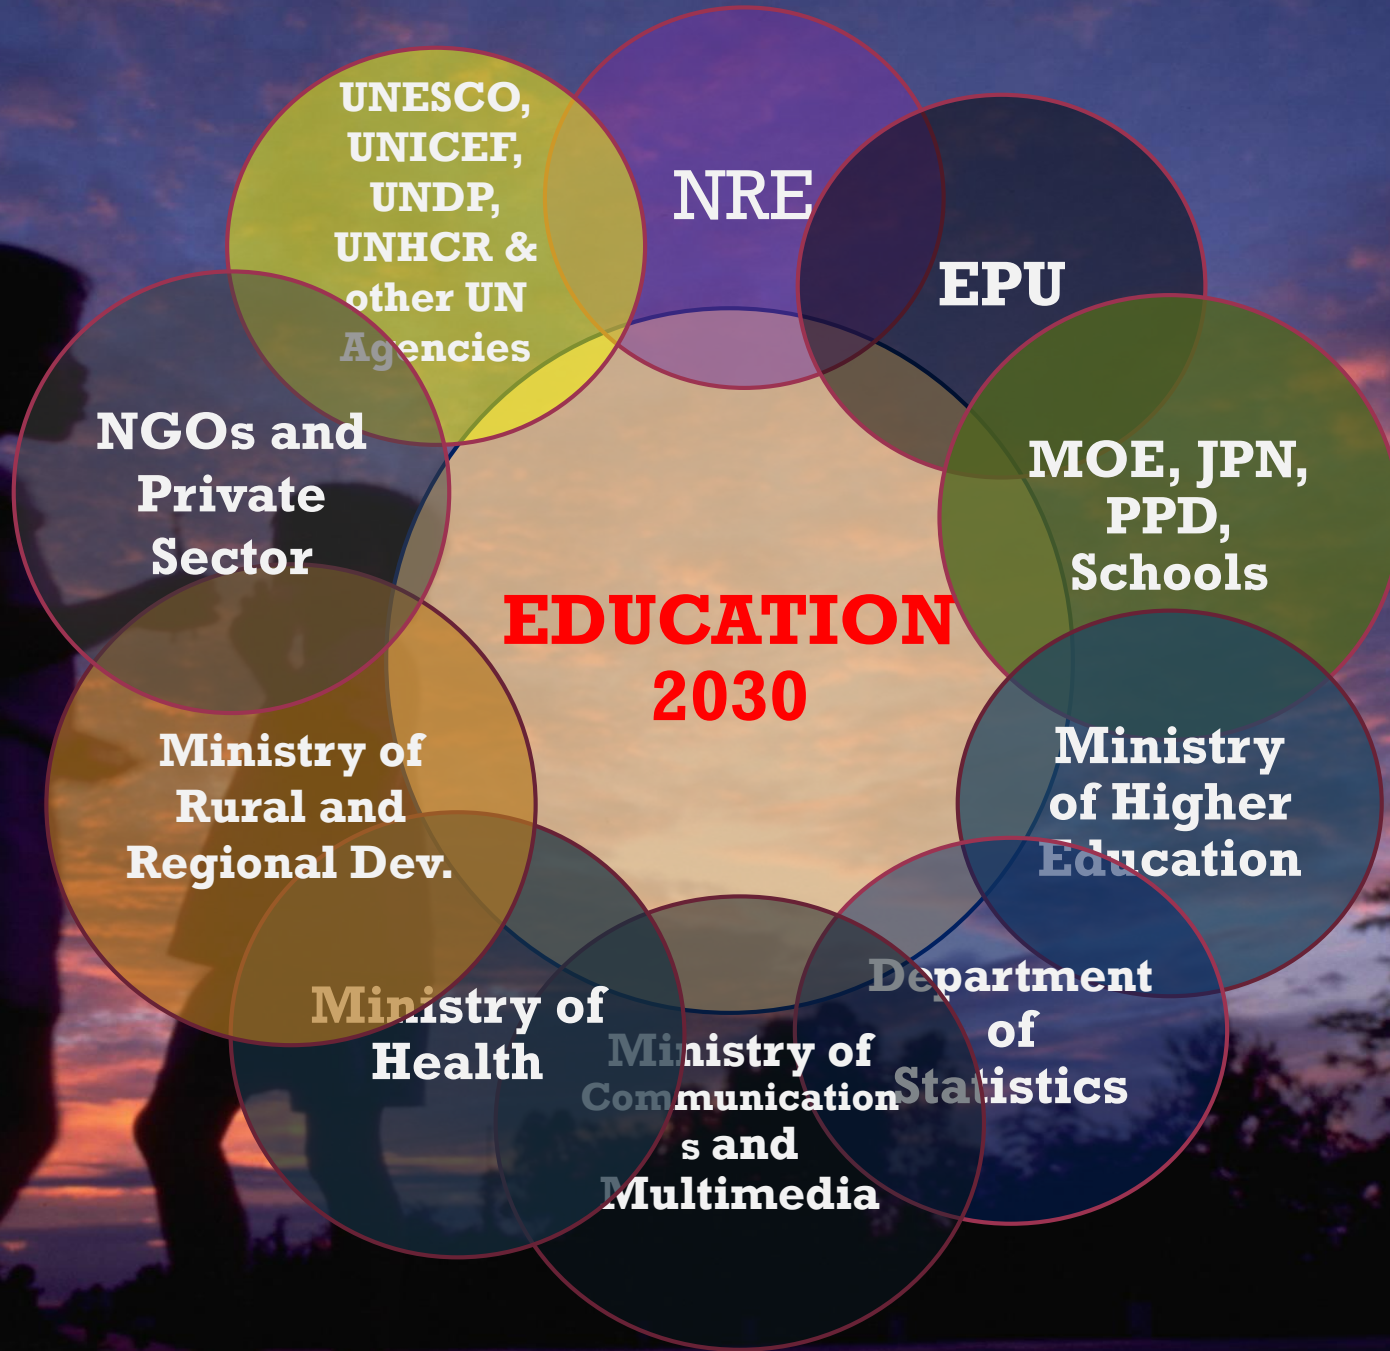 UNESCO,
UNICEF,
UNDP,
UNHCR &
other UN
Agencies
NRE
EPU
MOE, JPN,
PPD,
Schools
Ministry
of Higher
Education
Department
of
Statistics
Ministry of
Communication
s and
Multimedia
Ministry of
Health
Ministry of
Rural and
Regional Dev.
NGOs and
Private
Sector
EDUCATION
2030